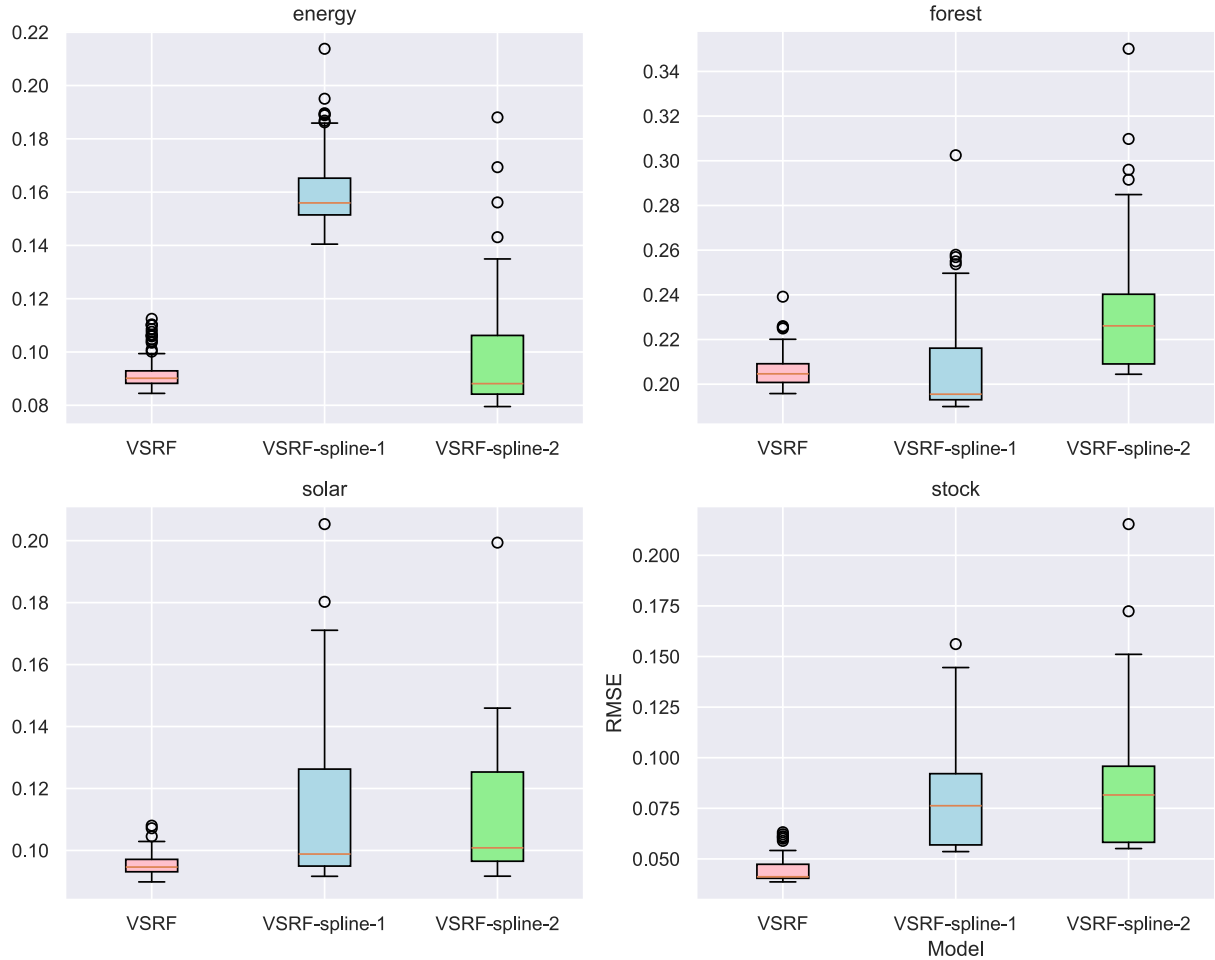 energy
0.22
0.20
0.18
0.16
0.14
0.12
0.10
0.08
VSRF VSRF-spline-1 VSRF-spline-2
forest
0.34
0.32
0.30
0.28
0.26
0.24
0.22
0.20
VSRF VSRF-spline-1 VSRF-spline-2
solar
0.20
0.18
0.16
0.14
0.12
0.10
VSRF VSRF-spline-1 VSRF-spline-2
stock
RMSE
0.200
0.175
0.150
0.125
0.100
0.075
0.050
VSRF VSRF-spline-1 VSRF-spline-2
Model